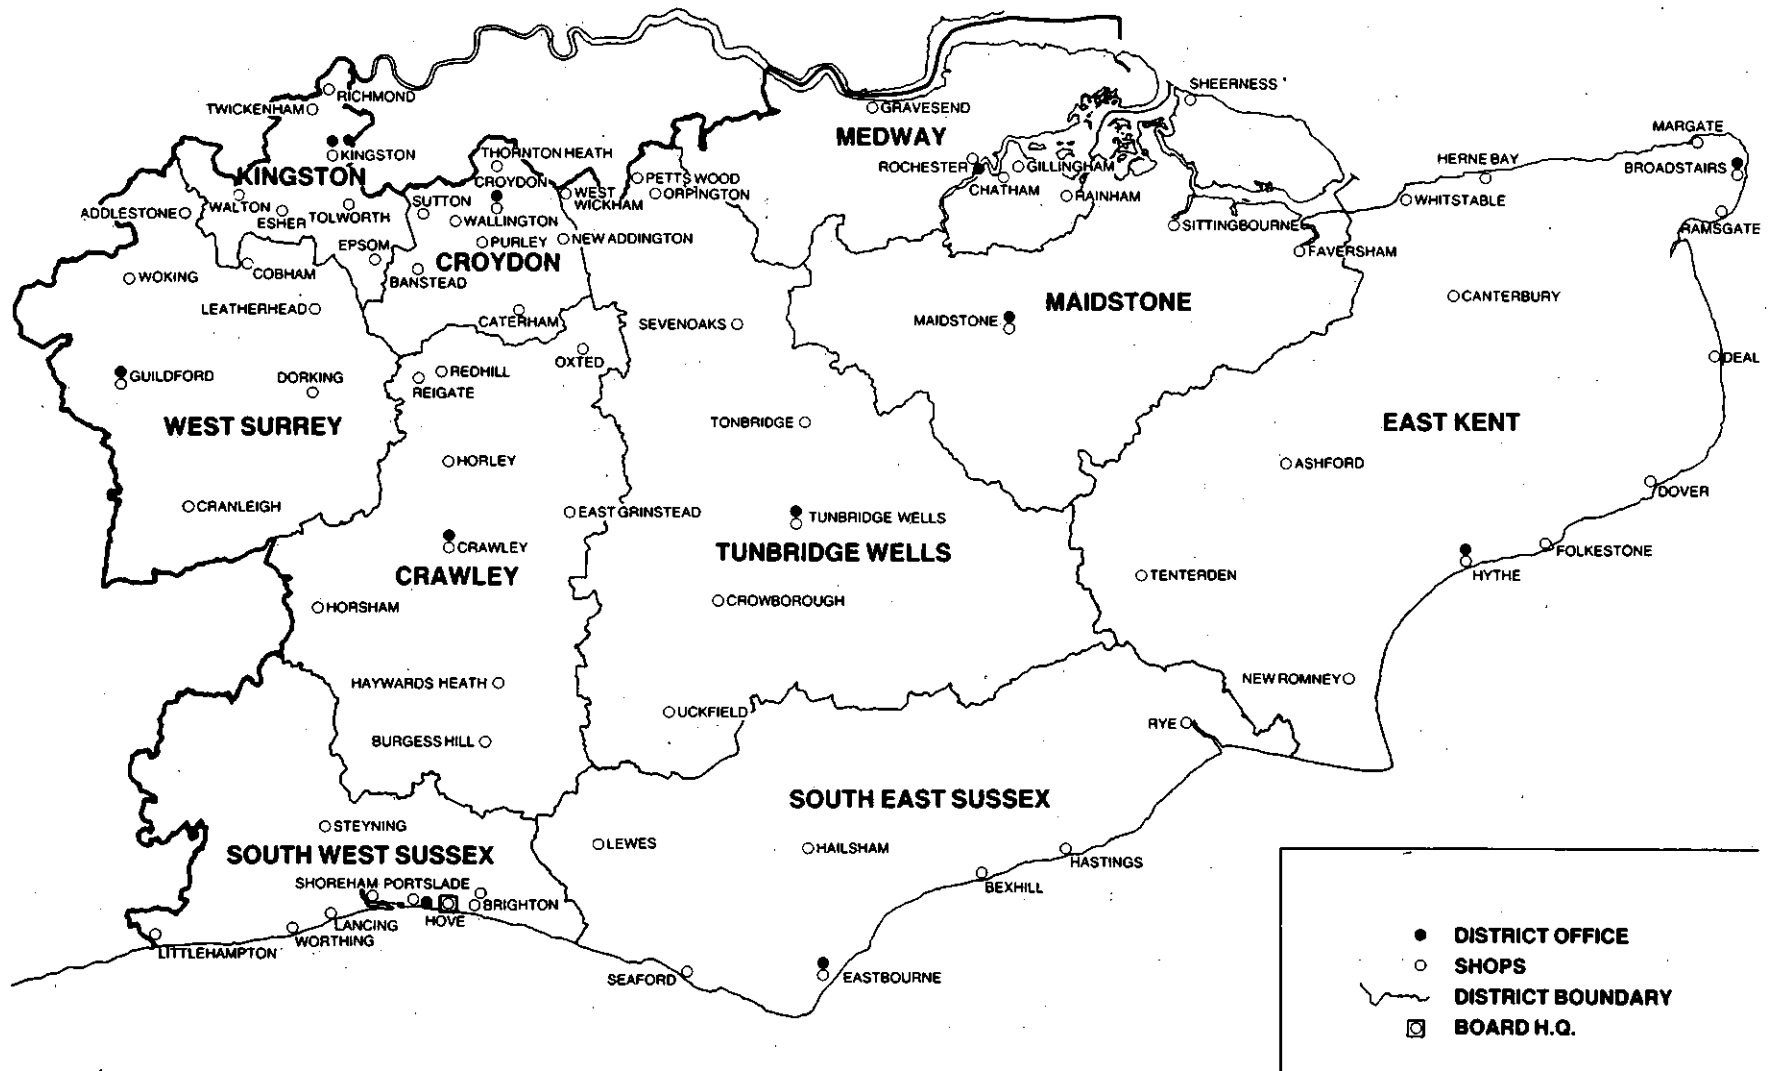 SHEERNESS
RICHMOND
TWICKENHAM
GRAVESEND
MEDWAY
MARGATE
KINGSTON
THORNTON HEATH
HERNE BAY
ROCHESTER
GILLINGHAM
BROADSTAIRS
KINGSTON
CROYDON
PETTS WOOD
CHATHAM
WEST
WICKHAM
ORPINGTON
RAINHAM
WALTON
SUTTON
WHITSTABLE
ADDLESTONE
ESHER
TOLWORTH
WALLINGTON
SITTINGBOURNE
RAMSGATE
EPSOM
PURLEY
NEW ADDINGTON
FAVERSHAM
CROYDON
WOKING
COBHAM
BANSTEAD
CANTERBURY
MAIDSTONE
LEATHERHEAD
CATERHAM
SEVENOAKS
MAIDSTONE
OXTED
DEAL
GUILDFORD
DORKING
REDHILL
REIGATE
WEST SURREY
TONBRIDGE
EAST KENT
HORLEY
ASHFORD
DOVER
CRANLEIGH
EAST GRINSTEAD
TUNBRIDGE WELLS
CRAWLEY
TUNBRIDGE WELLS
FOLKESTONE
CRAWLEY
TENTERDEN
HYTHE
HORSHAM
CROWBOROUGH
HAYWARDS HEATH
NEW ROMNEY
UCKFIELD
RYE
BURGESS HILL
SOUTH EAST SUSSEX
STEYNING
LEWES
HAILSHAM
SOUTH WEST SUSSEX
HASTINGS
SHOREHAM
PORTSLADE
BEXHILL
BRIGHTON
LANCING
HOVE
WORTHING
LITTLEHAMPTON
SEAFORD
EASTBOURNE
DISTRICT OFFICE
SHOPS
DISTRICT BOUNDARY
BOARD H.Q.